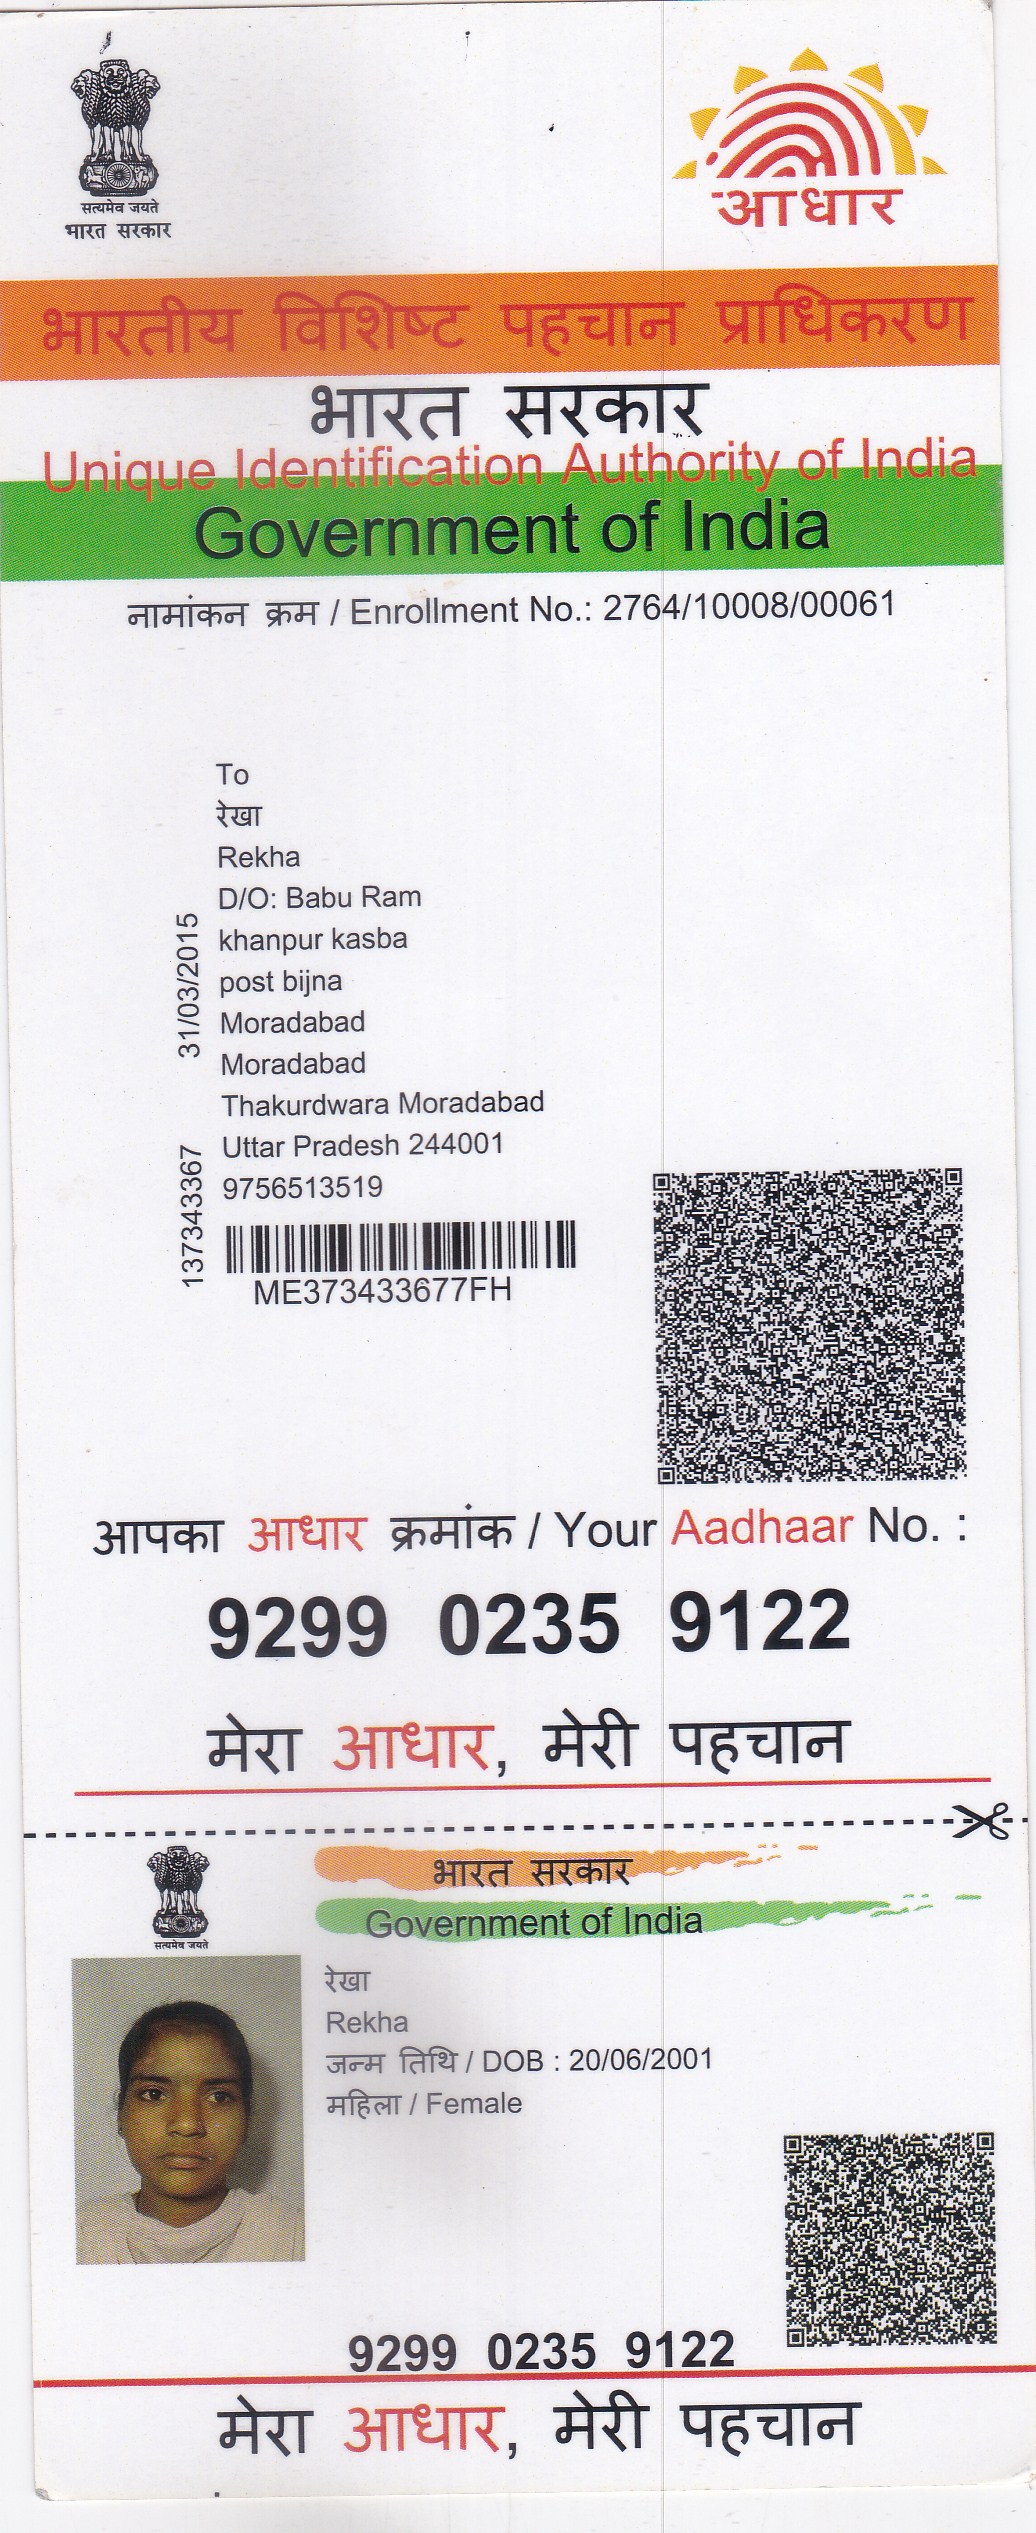 सत्यमेव जयते
भारत सरकार
आधार
भारतीय विशिष्ट पहचान प्राधिकरण
भारत सरकार
Unique Identification Authority of India
Government of India
नामांकन क्रम / Enrollment No.: 2764/10008/00061
To
रेखा
Rekha
D/O: Babu Ram
khanpur kasba
post bijna
Moradabad
Moradabad
Thakurdwara Moradabad
Uttar Pradesh 244001
9756513519
31/03/2015
137343367
ME373433677FH
आपका आधार क्रमांक / Your Aadhaar No. :
9299 0235 9122
मेरा आधार, मेरी पहचान
सत्यमेव जयते
भारत सरकार
Government of India
रेखा
Rekha
जन्म तिथि / DOB : 20/06/2001
महिला / Female
9299 0235 9122
मेरा आधार, मेरी पहचान